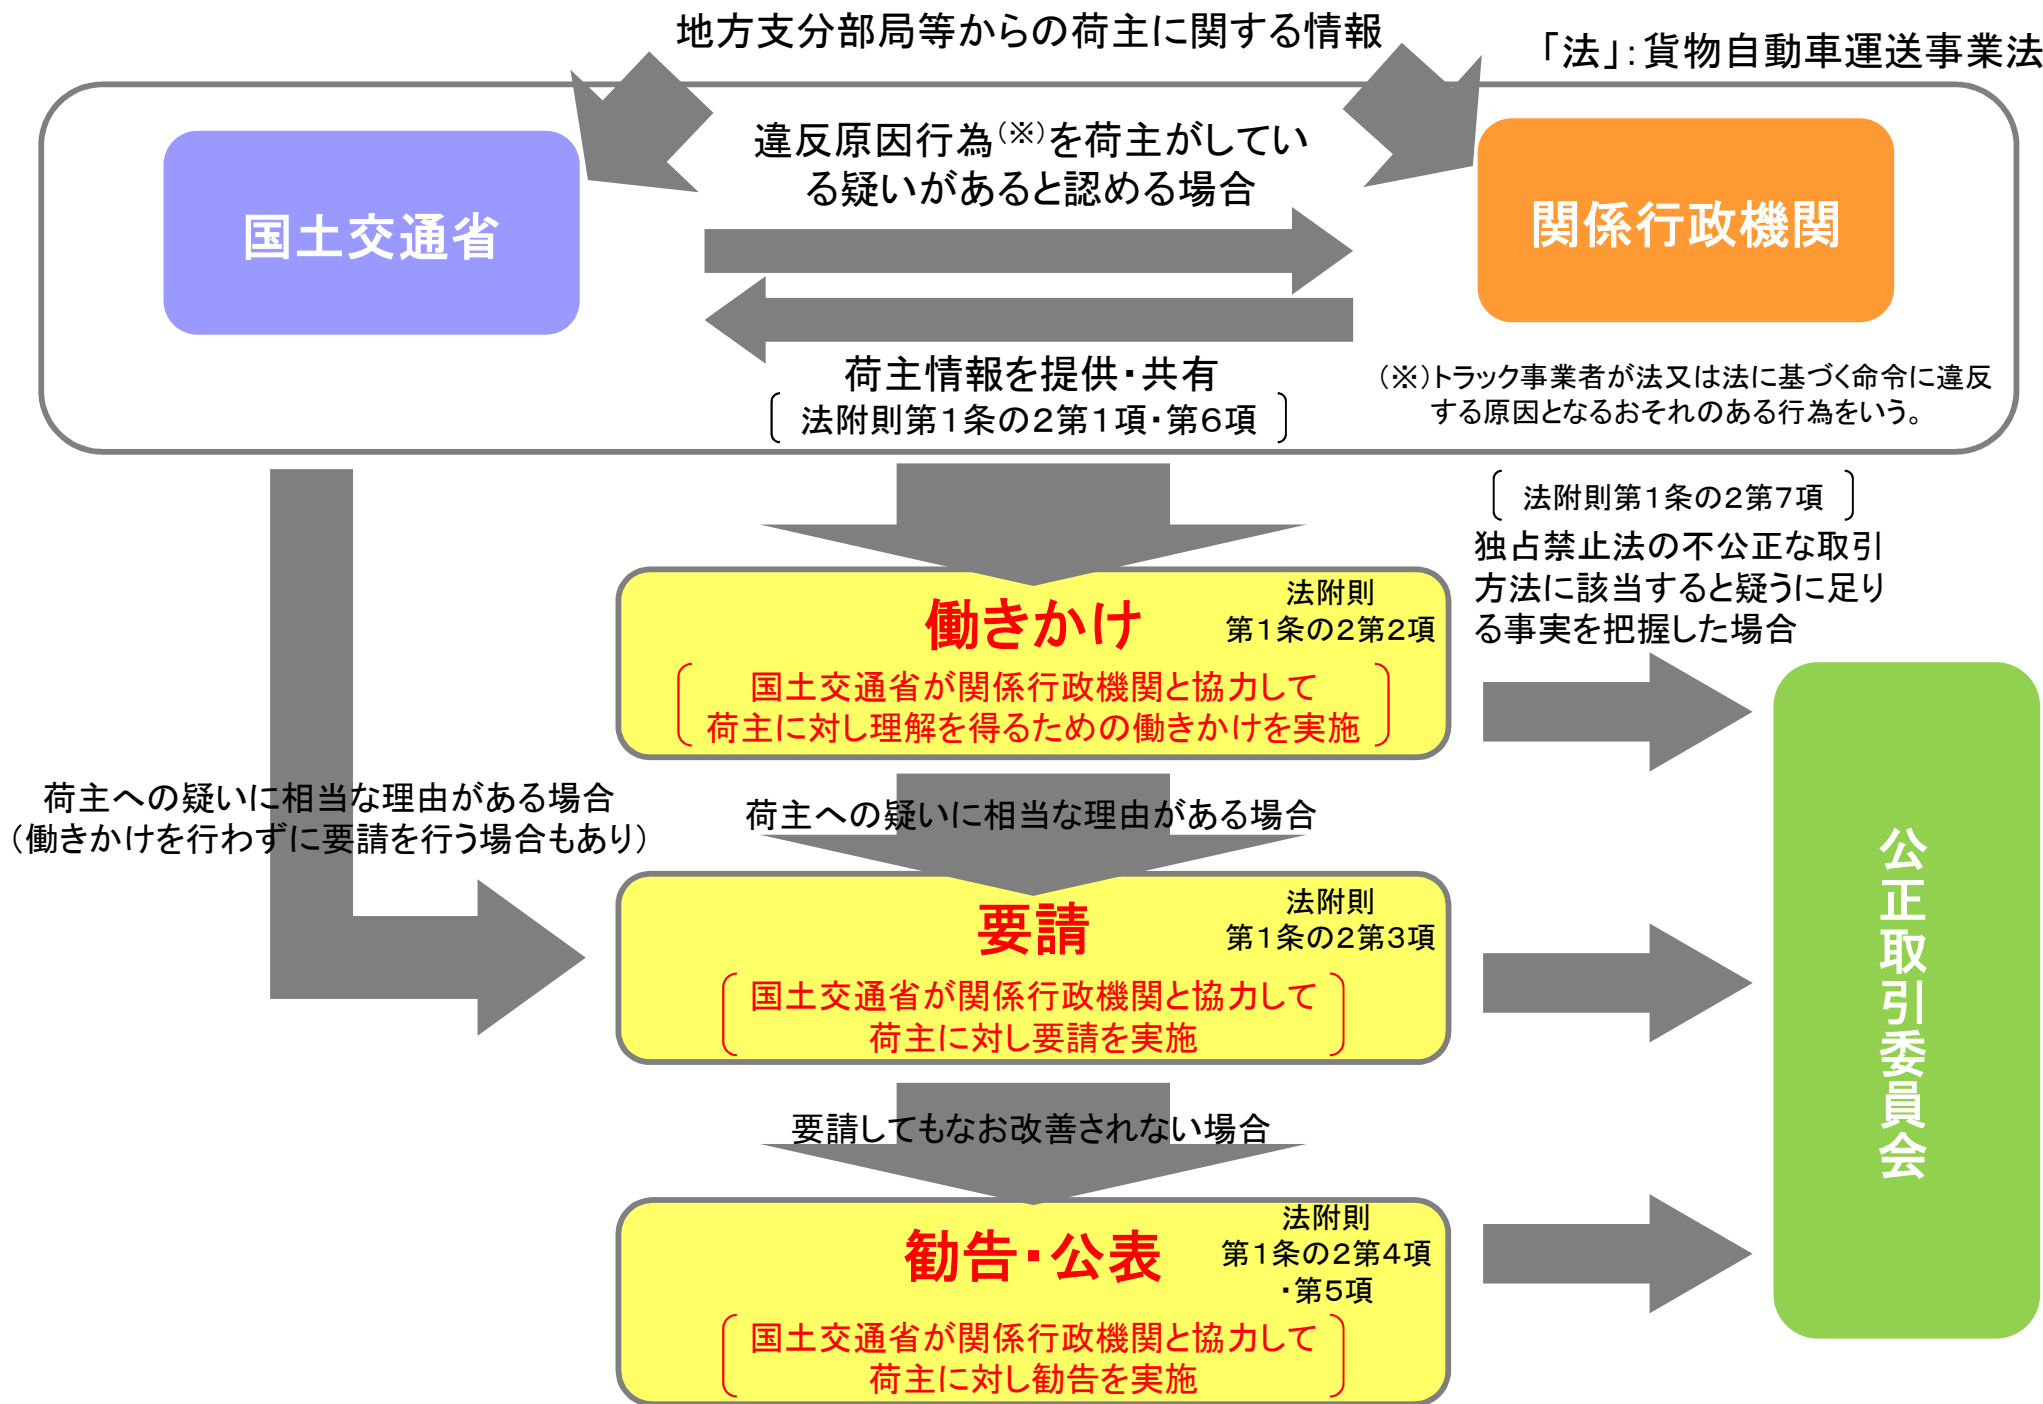 地方支分部局等からの荷主に関する情報
「法」：貨物自動車運送事業法
違反原因行為（※）を荷主がしてい
る疑いがあると認める場合
国土交通省
関係行政機関
荷主情報を提供・共有
法附則第１条の２第１項・第６項
（※）トラック事業者が法又は法に基づく命令に違反
する原因となるおそれのある行為をいう。
法附則第１条の２第７項
独占禁止法の不公正な取引
方法に該当すると疑うに足り
る事実を把握した場合
働きかけ
法附則
第１条の２第２項
国土交通省が関係行政機関と協力して
荷主に対し理解を得るための働きかけを実施
荷主への疑いに相当な理由がある場合
（働きかけを行わずに要請を行う場合もあり）
荷主への疑いに相当な理由がある場合
要請
法附則
第１条の２第３項
国土交通省が関係行政機関と協力して
荷主に対し要請を実施
要請してもなお改善されない場合
勧告・公表
法附則
第１条の２第４項
・第５項
国土交通省が関係行政機関と協力して
荷主に対し勧告を実施
公正取引委員会